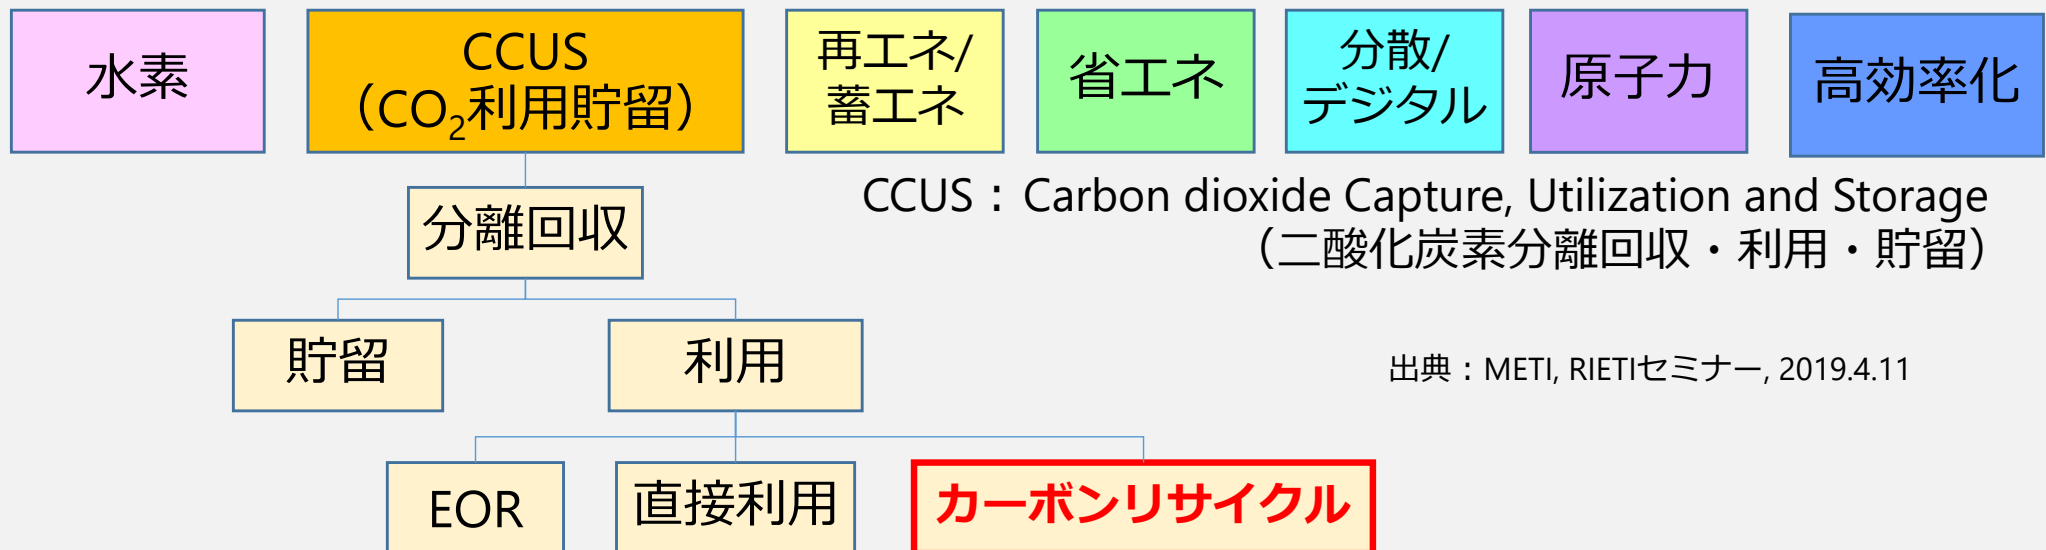 水素
CCUS
（CO₂利用貯留）
再エネ/
蓄エネ
省エネ
分散/
デジタル
原子力
高効率化
CCUS：Carbon dioxide Capture, Utilization and Storage
（二酸化炭素分離回収・利用・貯留）
分離回収
貯留
利用
出典：METI, RIETIセミナー, 2019.4.11
EOR
直接利用
カーボンリサイクル